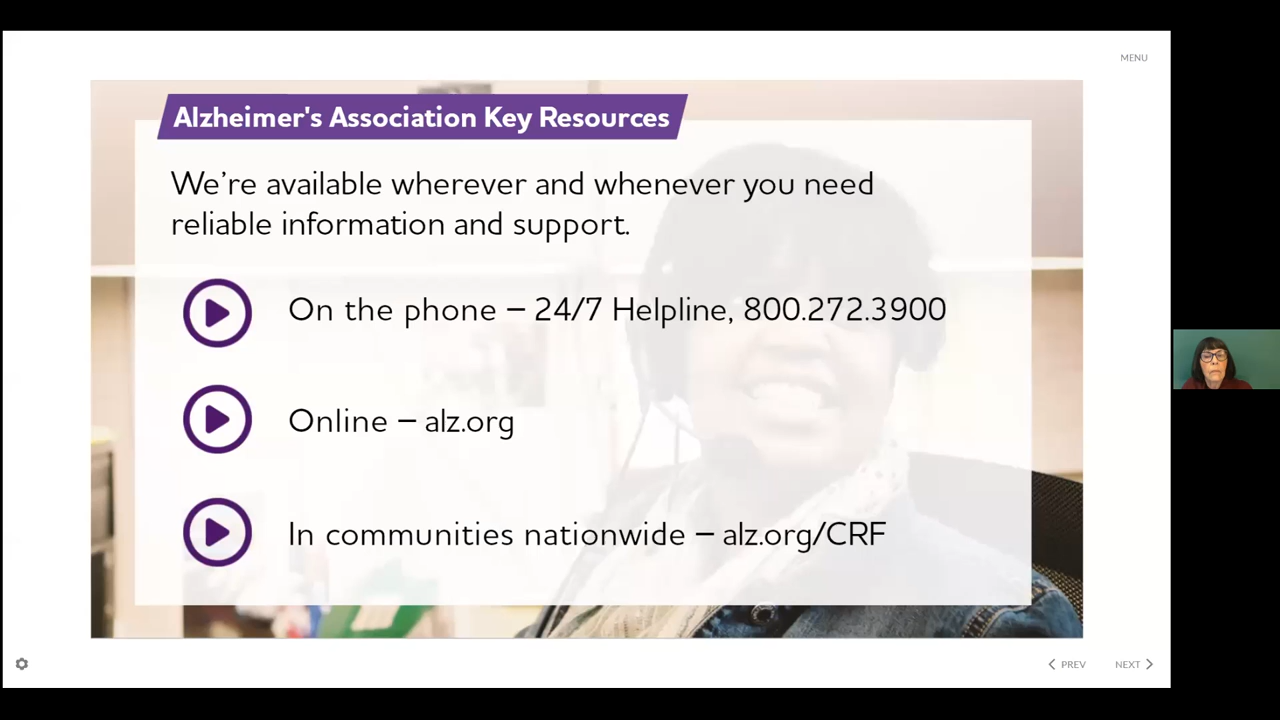 MENU
Alzheimer's Association Key Resources
We're available wherever and whenever you need
reliable information and support.
On the phone – 24/7 Helpline, 800.272.3900
Online – alz.org
In communities nationwide – alz.org/CRF
PREV
NEXT